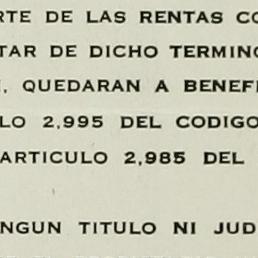 RTE DE LAS RENTAS CO
TAR DE DICHO TERMINO
, QUEDARAN A BENEF
LO 2,995 DEL CODIGO
ARTICULO 2,985 DEL
NGUN TITULO NI JUD